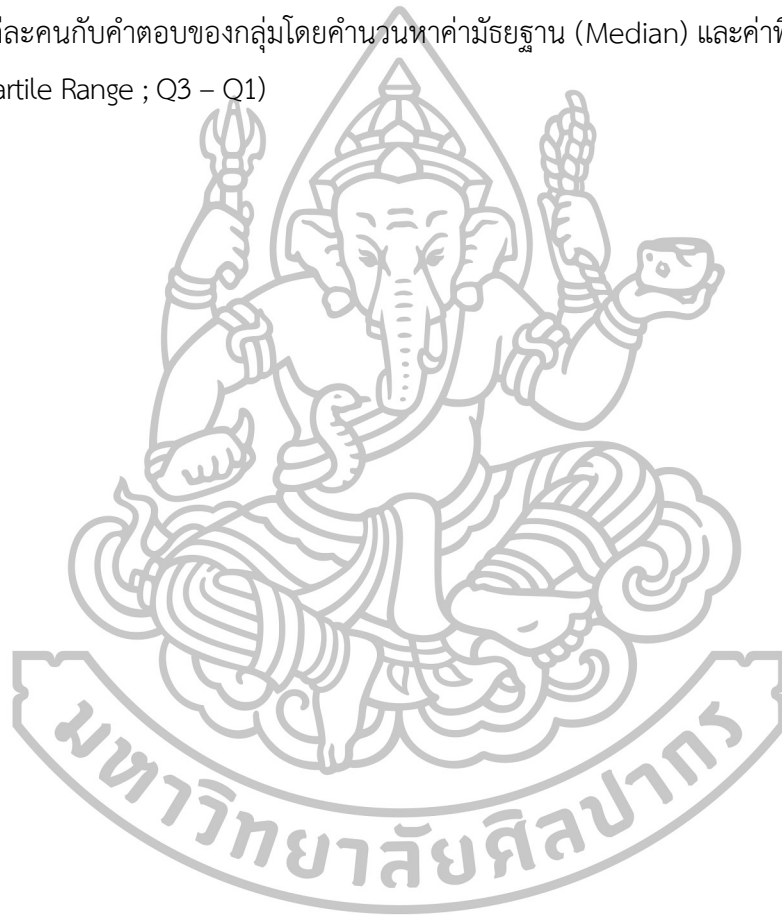 ละคนกับคำตอบของกลุ่มโดยคำนวนหาค่ามัธยฐาน (Median) และค่าพิ
artile Range ; Q3 – Q1)
มหาวิทยาลัยศิลปากร